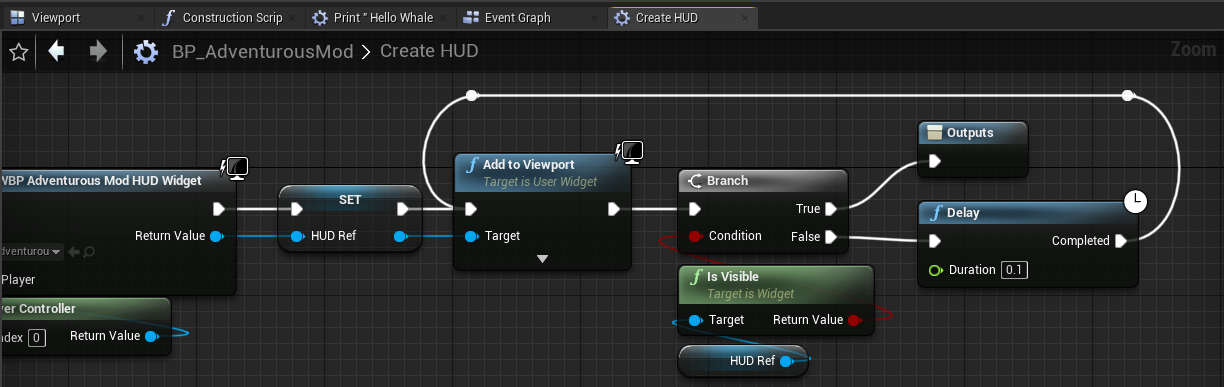 Viewport
Construction Scrip
Print " Hello Whale
Event Graph
Create HUD
BP_AdventurousMod > Create HUD
Zoom
WBP Adventurous Mod HUD Widget
Return Value
Player
Controller
0
Return Value
SET
HUD Ref
Add to Viewport
Target is User Widget
Target
Branch
True
Condition
False
Is Visible
Target is Widget
Target
Return Value
HUD Ref
Outputs
Delay
Completed
Duration 0.1